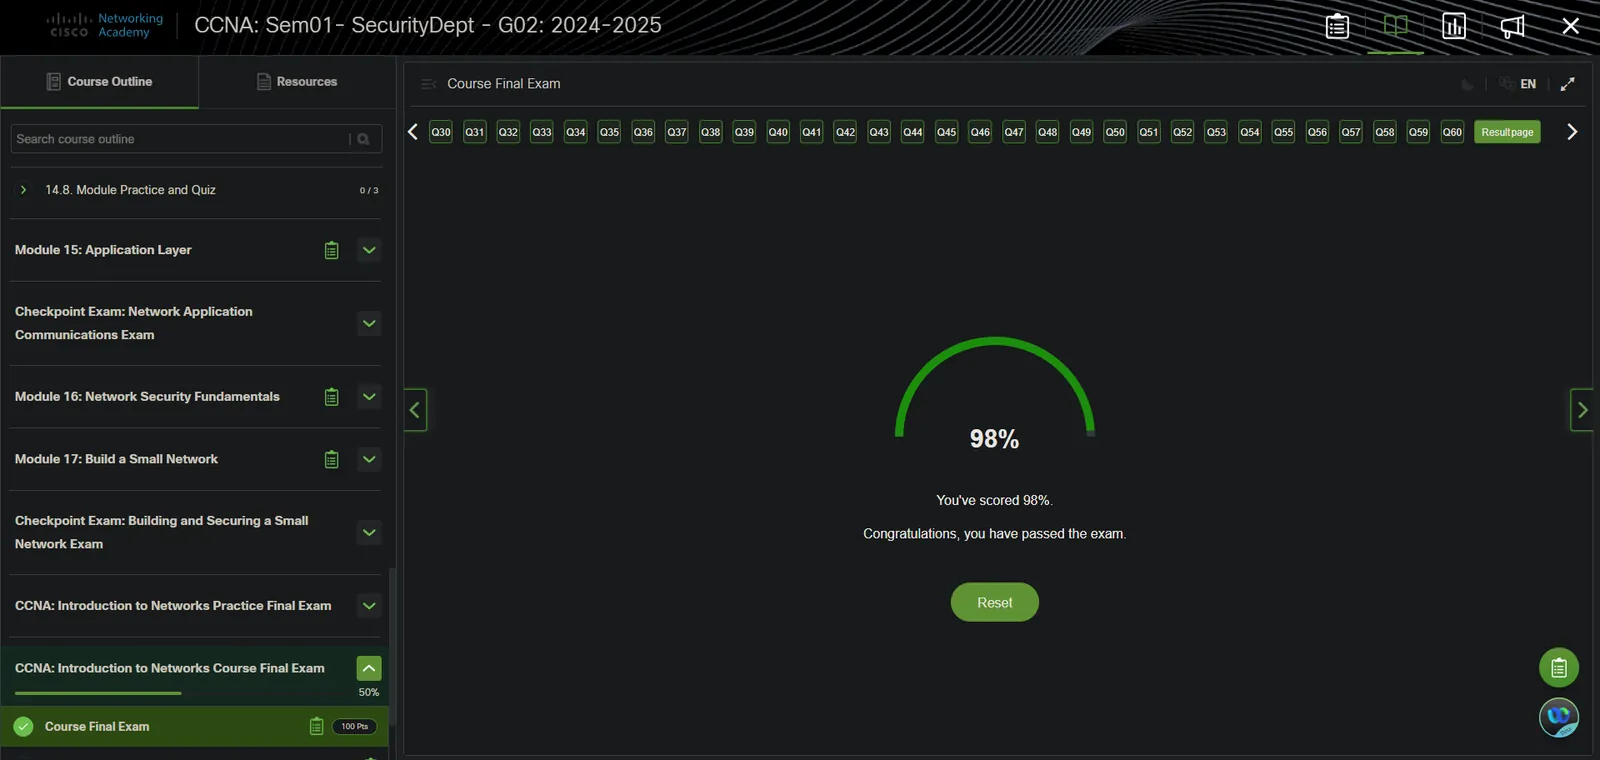 cisco Networking Academy
CCNA: Sem01- SecurityDept - G02: 2024-2025
Course Outline
Resources
Search course outline
14.8. Module Practice and Quiz 0 / 3
Module 15: Application Layer
Checkpoint Exam: Network Application
Communications Exam
Module 16: Network Security Fundamentals
Module 17: Build a Small Network
Checkpoint Exam: Building and Securing a Small
Network Exam
CCNA: Introduction to Networks Practice Final Exam
CCNA: Introduction to Networks Course Final Exam
50%
Course Final Exam 100 Pts
Course Final Exam
EN
Q30 Q31 Q32 Q33 Q34 Q35 Q36 Q37 Q38 Q39 Q40 Q41 Q42 Q43 Q44 Q45 Q46 Q47 Q48 Q49 Q50 Q51 Q52 Q53 Q54 Q55 Q56 Q57 Q58 Q59 Q60 Result page
98%
You've scored 98%.
Congratulations, you have passed the exam.
Reset